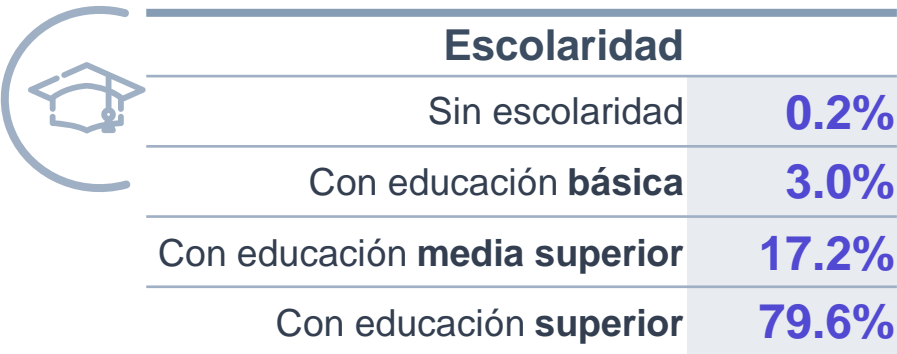 Escolaridad
Sin escolaridad 0.2%
Con educación básica 3.0%
Con educación media superior 17.2%
Con educación superior 79.6%